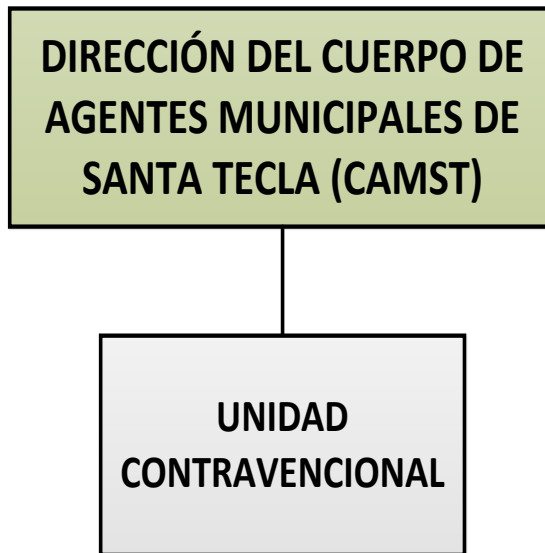 DIRECCIÓN DEL CUERPO DE
AGENTES MUNICIPALES DE
SANTA TECLA (CAMST)
UNIDAD
CONTRAVENCIONAL